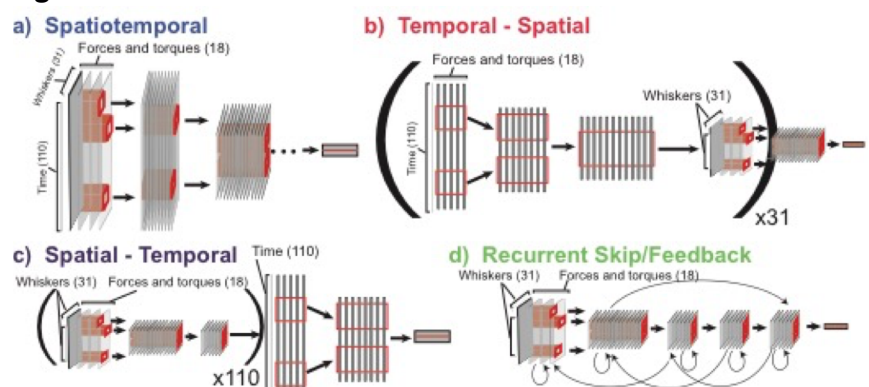 a) Spatiotemporal
Forces and torques (18)
Whiskers (31)
Time (110)
b) Temporal - Spatial
Forces and torques (18)
Time (110)
Whiskers (31)
x31
c) Spatial - Temporal
Whiskers (31)
Forces and torques (18)
x110
Time (110)
d) Recurrent Skip/Feedback
Whiskers (31)
Forces and torques (18)